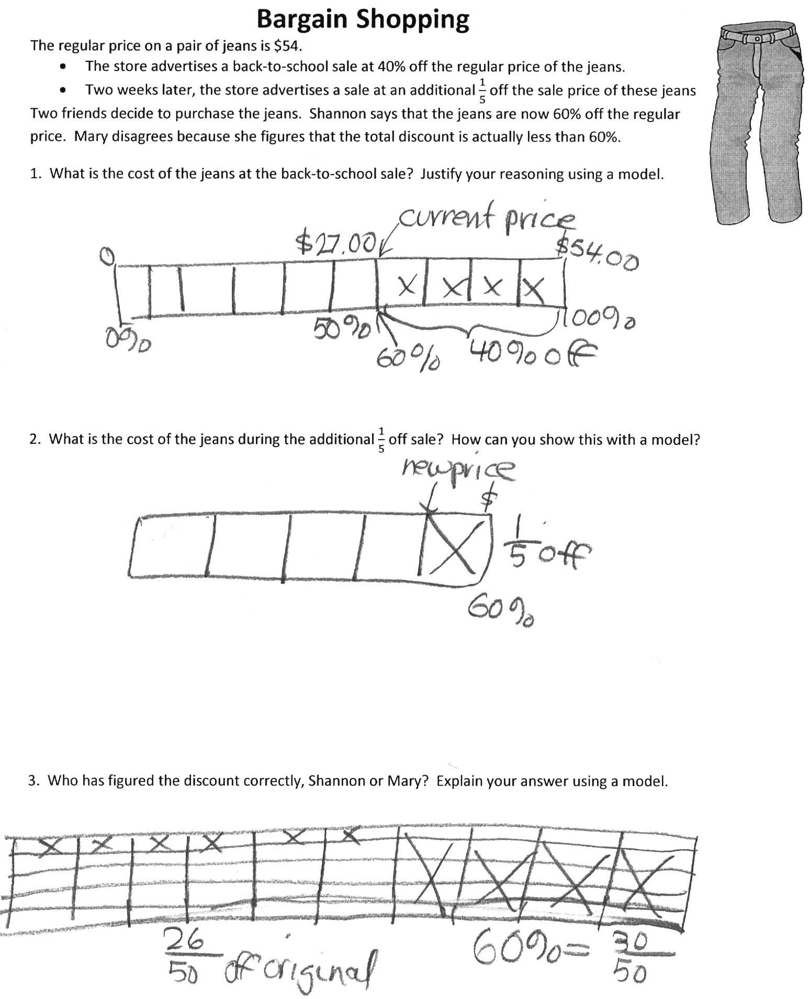 Bargain Shopping
The regular price on a pair of jeans is $54.
• The store advertises a back-to-school sale at 40% off the regular price of the jeans.
• Two weeks later, the store advertises a sale at an additional 1/5 off the sale price of these jeans
Two friends decide to purchase the jeans. Shannon says that the jeans are now 60% off the regular
price. Mary disagrees because she figures that the total discount is actually less than 60%.
1. What is the cost of the jeans at the back-to-school sale? Justify your reasoning using a model.
current price
0 $27.00 $54.00
X X X X
0% 50% 100%
60% 40% off
2. What is the cost of the jeans during the additional 1/5 off sale? How can you show this with a model?
new price
$
X 1/5 off
60%
3. Who has figured the discount correctly, Shannon or Mary? Explain your answer using a model.
X X X X X X
X X X X
26/50 off original 60% = 30/50